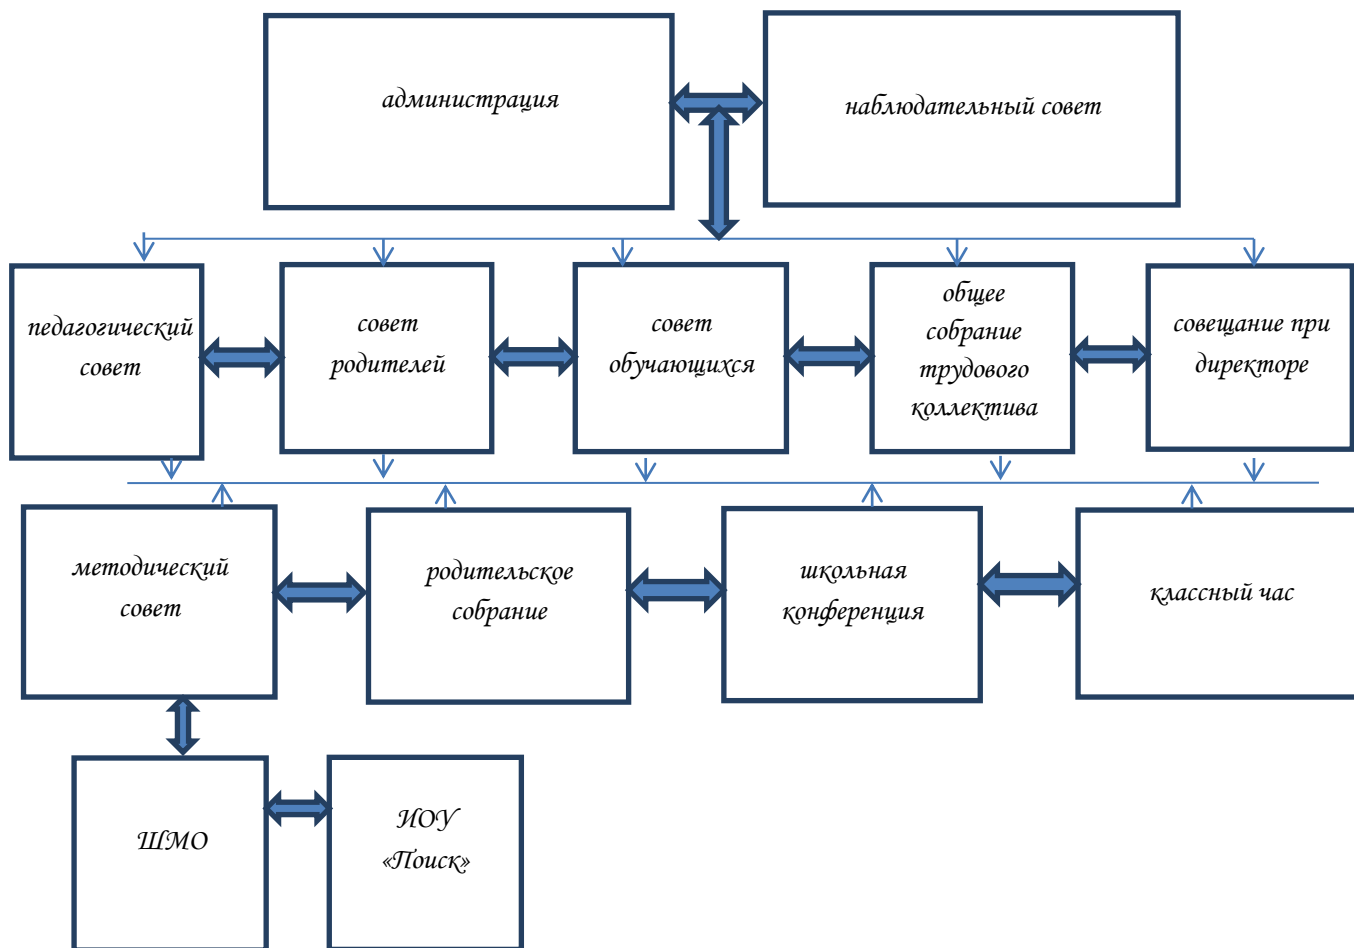 администрация
наблюдательный совет
педагогический
совет
совет
родителей
совет
обучающихся
общее
собрание
трудового
коллектива
совещание при
директоре
методический
совет
родительское
собрание
школьная
конференция
классный час
ШМО
ИОУ
«Поиск»